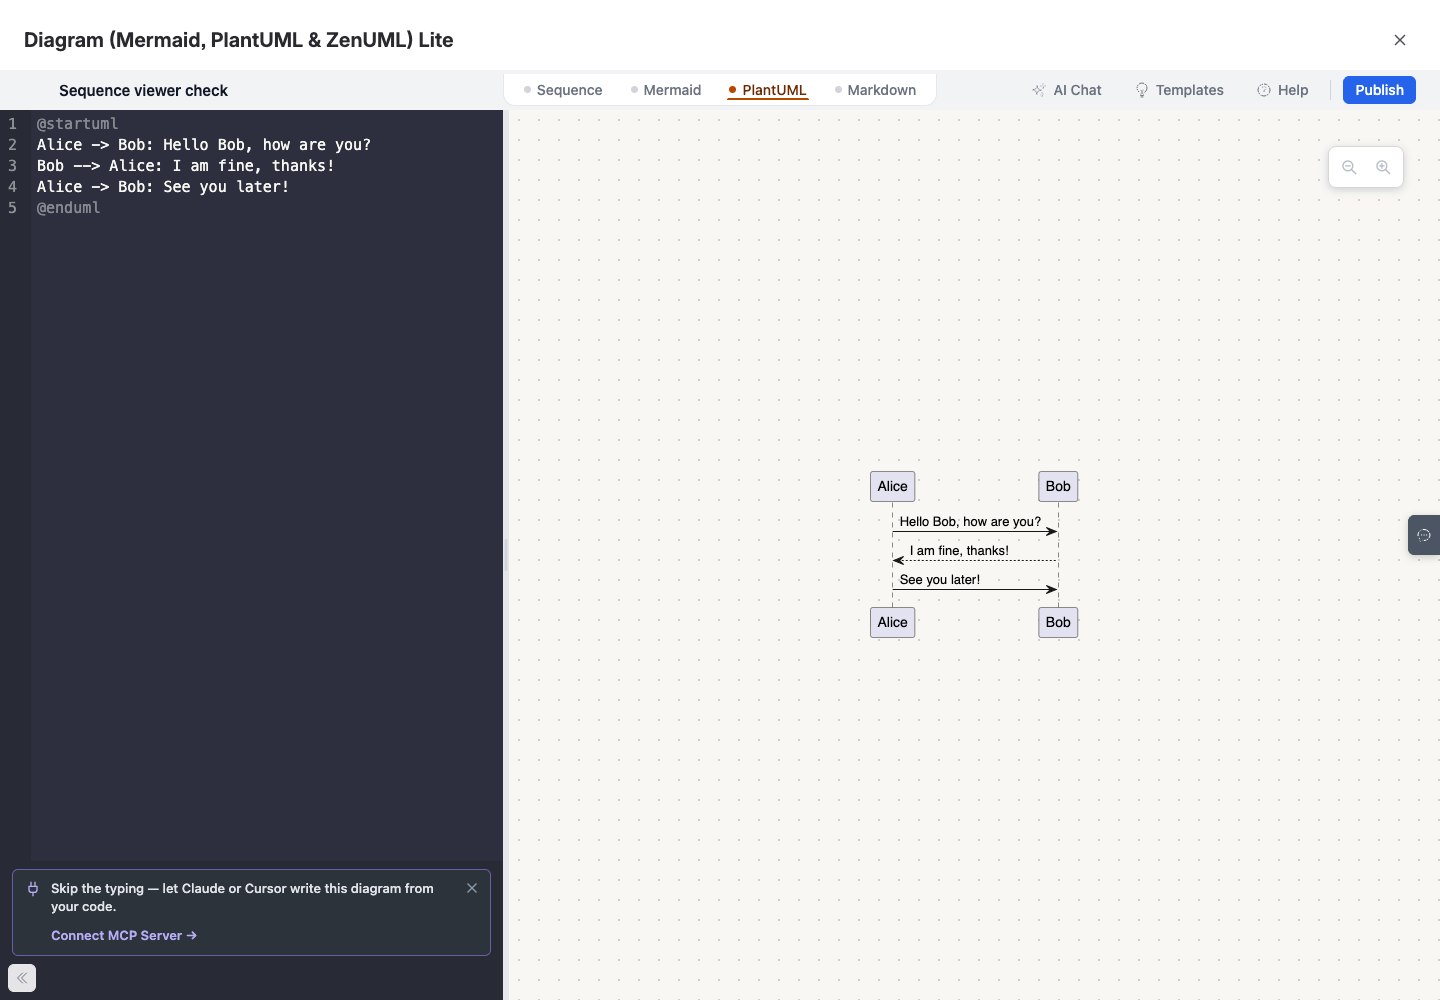 Diagram (Mermaid, PlantUML & ZenUML) Lite
Sequence viewer check
Sequence
Mermaid
PlantUML
Markdown
AI Chat
Templates
Help
Publish
1 @startuml
2 Alice -> Bob: Hello Bob, how are you?
3 Bob --> Alice: I am fine, thanks!
4 Alice -> Bob: See you later!
5 @enduml
Alice Bob
Hello Bob, how are you?
I am fine, thanks!
See you later!
Alice Bob
Skip the typing — let Claude or Cursor write this diagram from
your code.
Connect MCP Server →